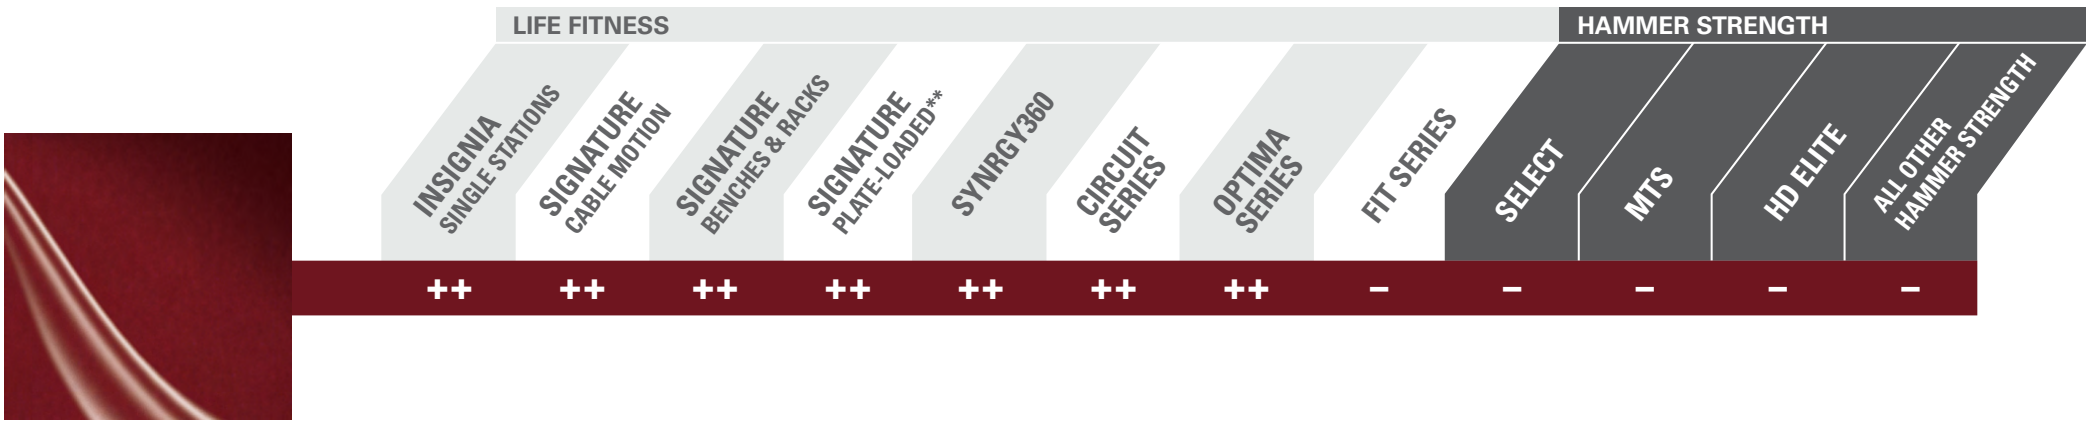 LIFE FITNESS
HAMMER STRENGTH
INSIGNIA
SINGLE STATIONS
SIGNATURE
CABLE MOTION
SIGNATURE
BENCHES & RACKS
SIGNATURE
PLATE-LOADED**
SYNRGY360
CIRCUIT
SERIES
OPTIMA
SERIES
FIT SERIES
SELECT
MTS
HD ELITE
ALL OTHER
HAMMER STRENGTH
++ ++ ++ ++ ++ ++ ++ – – – – –